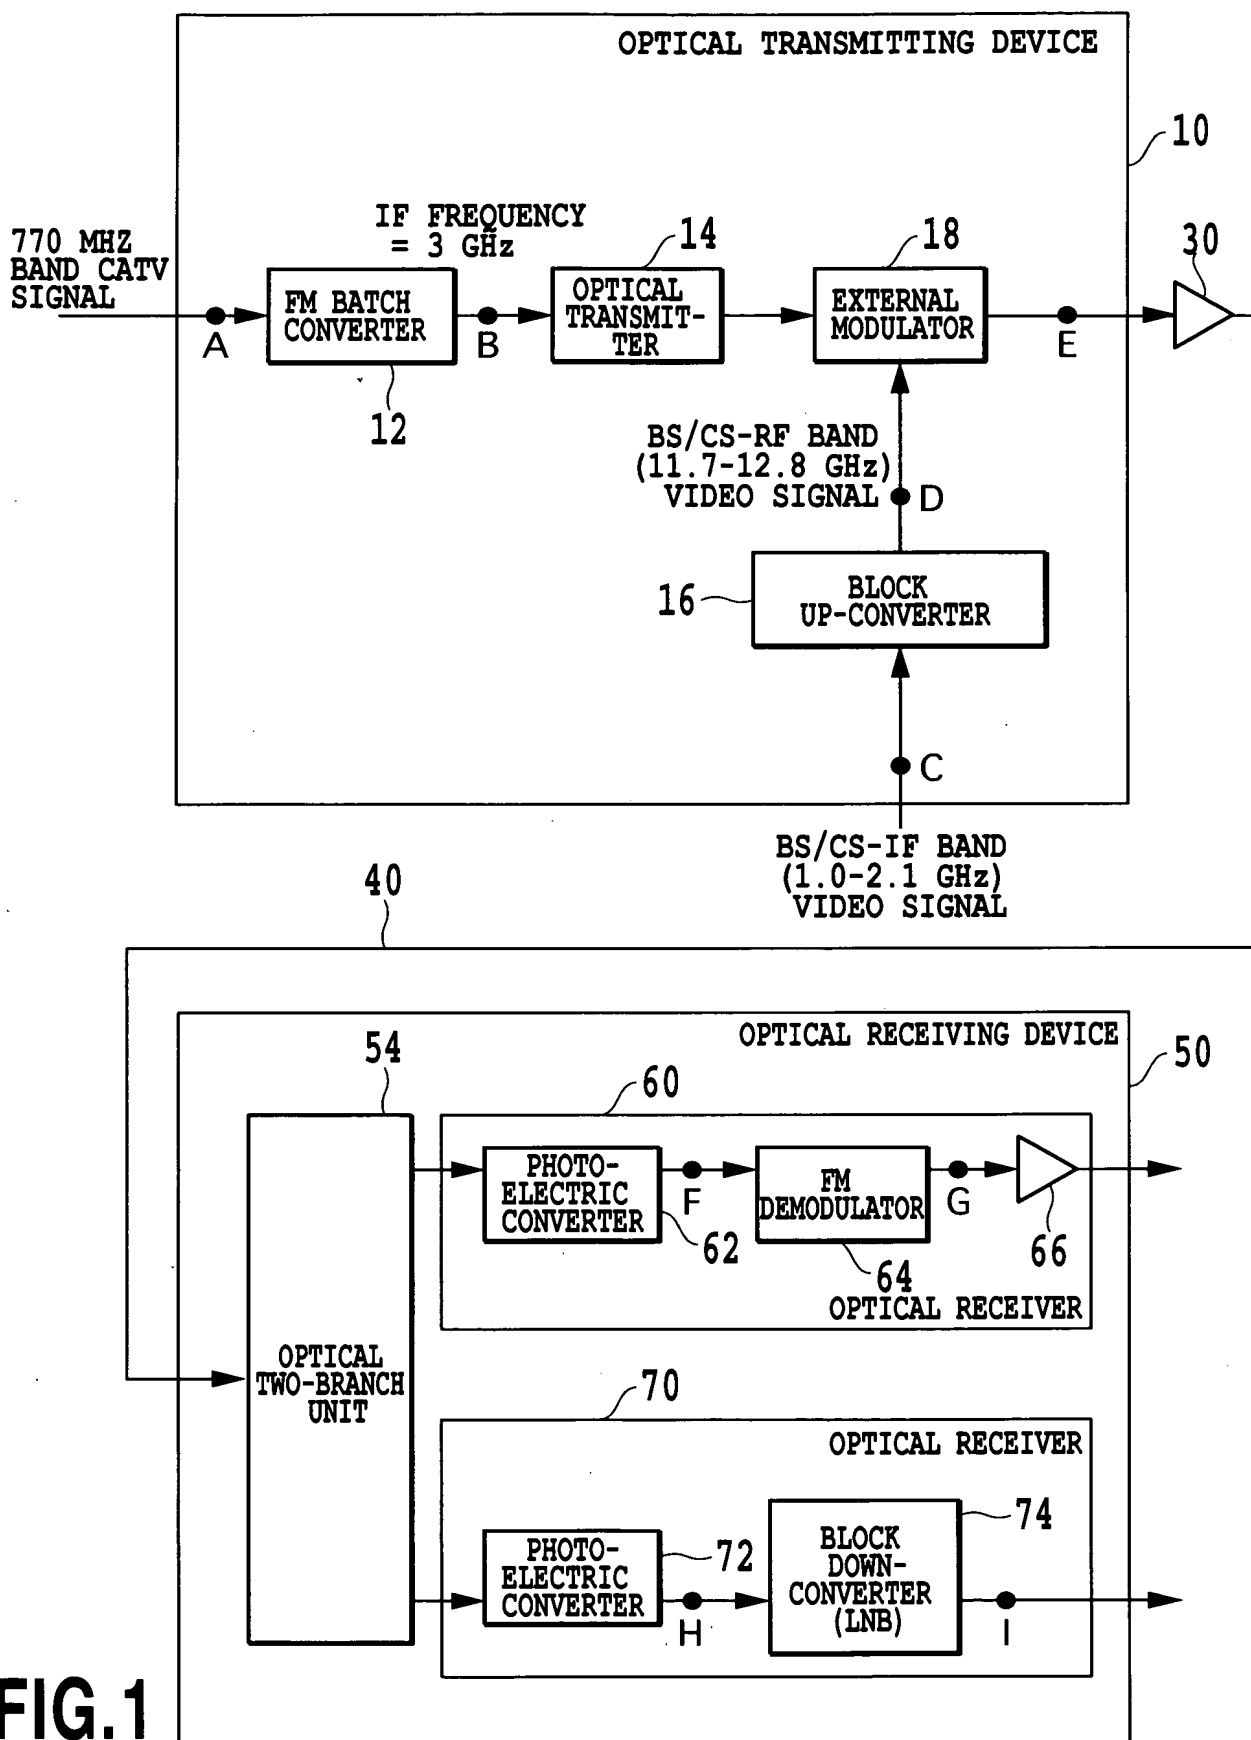 OPTICAL TRANSMITTING DEVICE
10
770 MHZ
BAND CATV
SIGNAL
IF FREQUENCY
= 3 GHz
14
18
30
FM BATCH
CONVERTER
OPTICAL
TRANSMIT-
TER
EXTERNAL
MODULATOR
A
B
E
12
BS/CS-RF BAND
(11.7-12.8 GHz)
VIDEO SIGNAL
D
16
BLOCK
UP-CONVERTER
C
BS/CS-IF BAND
(1.0-2.1 GHz)
VIDEO SIGNAL
40
OPTICAL RECEIVING DEVICE
50
54
60
PHOTO-
ELECTRIC
CONVERTER
F
FM
DEMODULATOR
G
62
64
66
OPTICAL RECEIVER
OPTICAL
TWO-BRANCH
UNIT
70
OPTICAL RECEIVER
PHOTO-
ELECTRIC
CONVERTER
72
H
BLOCK
DOWN-
CONVERTER
(LNB)
74
I
FIG.1